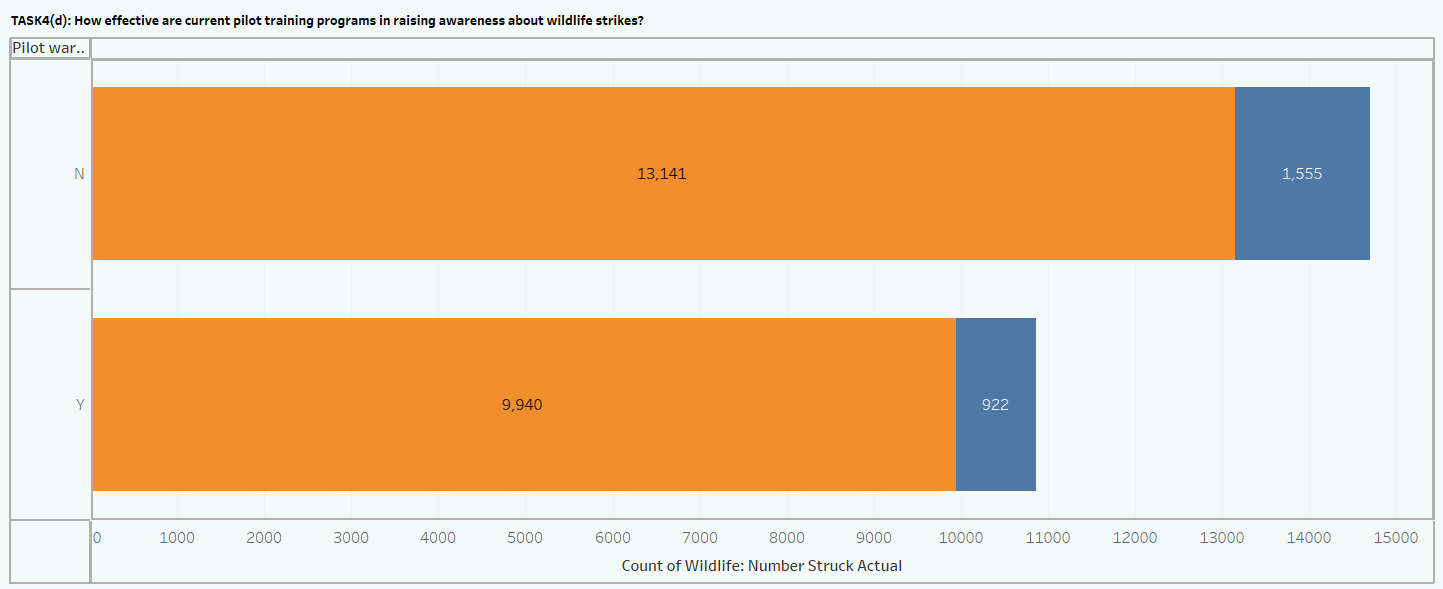 TASK4(d): How effective are current pilot training programs in raising awareness about wildlife strikes?
Pilot war..
N
13,141
1,555
Y
9,940
922
0 1000 2000 3000 4000 5000 6000 7000 8000 9000 10000 11000 12000 13000 14000 15000
Count of Wildlife: Number Struck Actual